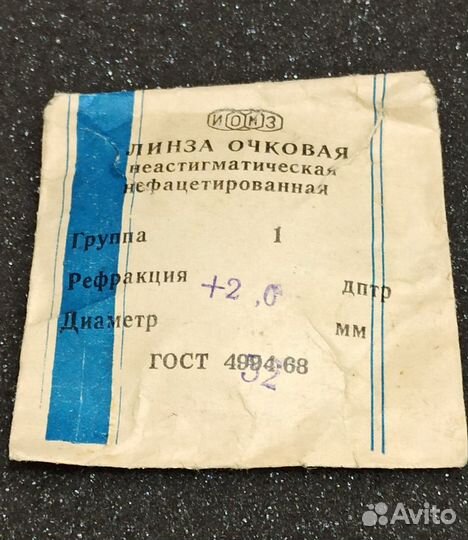 ИОМЗ
ЛИНЗА ОЧКОВАЯ
неастигматическая
нефацетированная
Группа 1
Рефракция +2,0 дптр
Диаметр мм
ГОСТ 4994-68
52
Avito